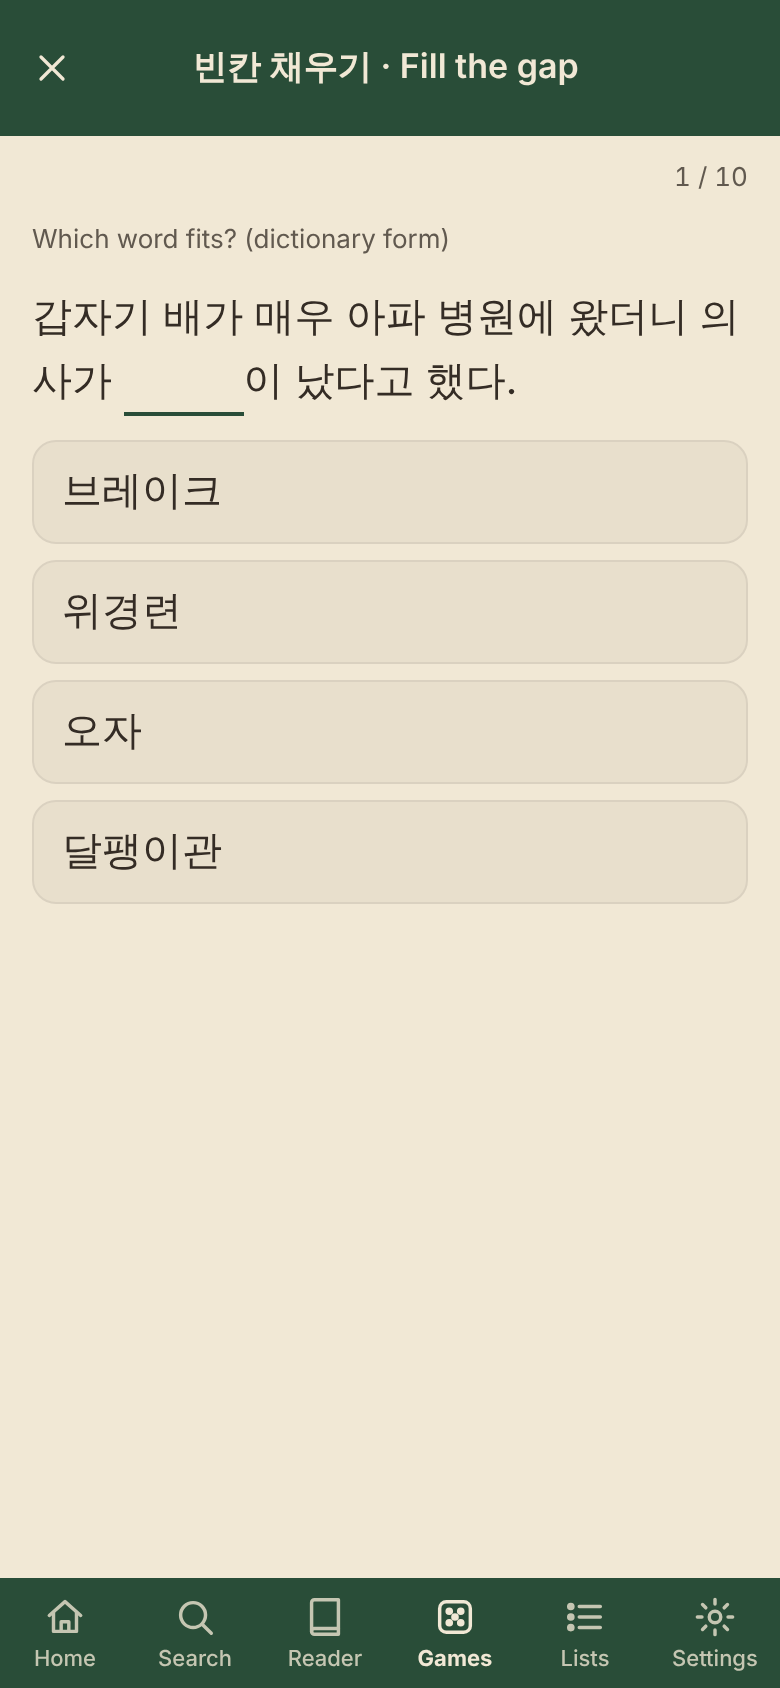 빈칸 채우기 · Fill the gap
1 / 10
Which word fits? (dictionary form)
갑자기 배가 매우 아파 병원에 왔더니 의
사가 ______이 났다고 했다.
브레이크
위경련
오자
달팽이관
Home Search Reader Games Lists Settings